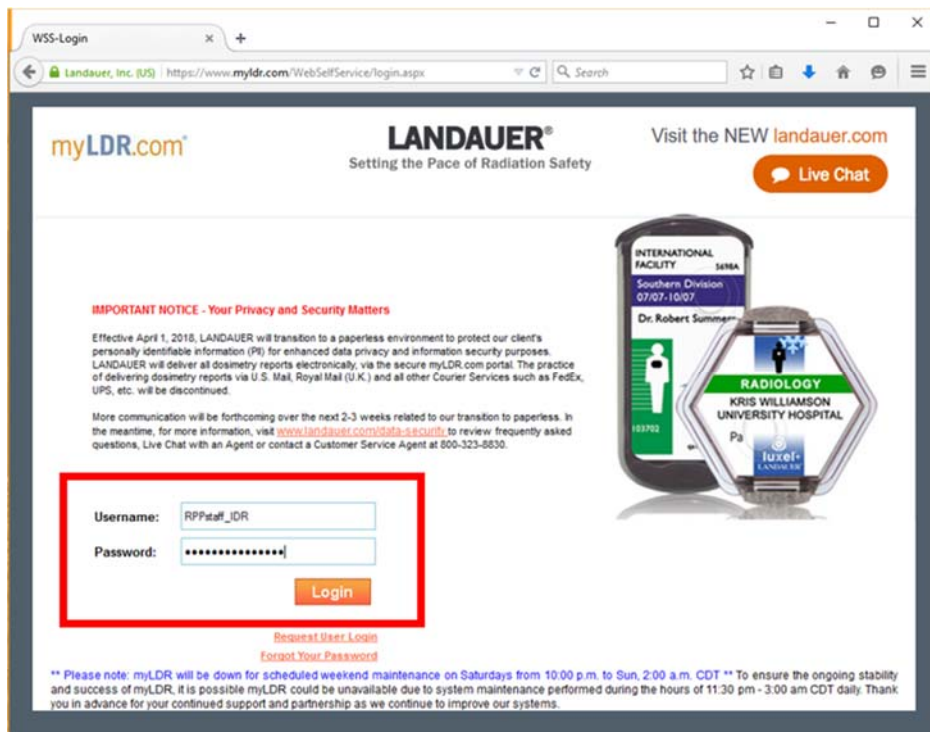 WSS-Login
Landauer, Inc. (US) https://www.myldr.com/WebSelfService/login.aspx
Search
myLDR.com®
LANDAUER®
Setting the Pace of Radiation Safety
Visit the NEW landauer.com
Live Chat
INTERNATIONAL
FACILITY 5698A
Southern Division
07/07-10/07
Dr. Robert Summers
103702
RADIOLOGY
KRIS WILLIAMSON
UNIVERSITY HOSPITAL
Pa
luxel+
LANDAUER
IMPORTANT NOTICE - Your Privacy and Security Matters
Effective April 1, 2018, LANDAUER will transition to a paperless environment to protect our client's
personally identifiable information (PII) for enhanced data privacy and information security purposes.
LANDAUER will deliver all dosimetry reports electronically, via the secure myLDR.com portal. The practice
of delivering dosimetry reports via U.S. Mail, Royal Mail (U.K.) and all other Courier Services such as FedEx,
UPS, etc. will be discontinued.
More communication will be forthcoming over the next 2-3 weeks related to our transition to paperless. In
the meantime, for more information, visit www.landauer.com/data-security to review frequently asked
questions, Live Chat with an Agent or contact a Customer Service Agent at 800-323-8830.
Username: RPPstaff_IDR
Password: •••••••••••••••
Login
Request User Login
Forgot Your Password
** Please note: myLDR will be down for scheduled weekend maintenance on Saturdays from 10:00 p.m. to Sun, 2:00 a.m. CDT ** To ensure the ongoing stability
and success of myLDR, it is possible myLDR could be unavailable due to system maintenance performed during the hours of 11:30 pm - 3:00 am CDT daily. Thank
you in advance for your continued support and partnership as we continue to improve our systems.